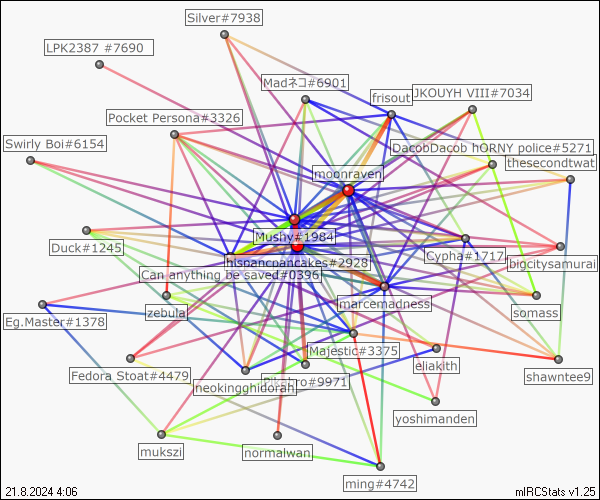 Silver#7938
LPK2387 #7690
Madネコ#6901
JKOUYH VIII#7034
frisout
Pocket Persona#3326
Swirly Boi#6154
DacobDacob hORNY police#5271
thesecondtwat
moonraven
Mushy#1984
Duck#1245
Cypha#1717
hispanicpancakes#2928
bigcitysamurai
Can anything be saved#0396
marcemadness
zebula
somass
Eg.Master#1378
Majestic#3375
eliakith
Fedora Stoat#4479
shawntee9
neokingghidorah
#9971
yoshimanden
mukszi
normalwan
ming#4742
21.8.2024 4:06
mIRCStats v1.25